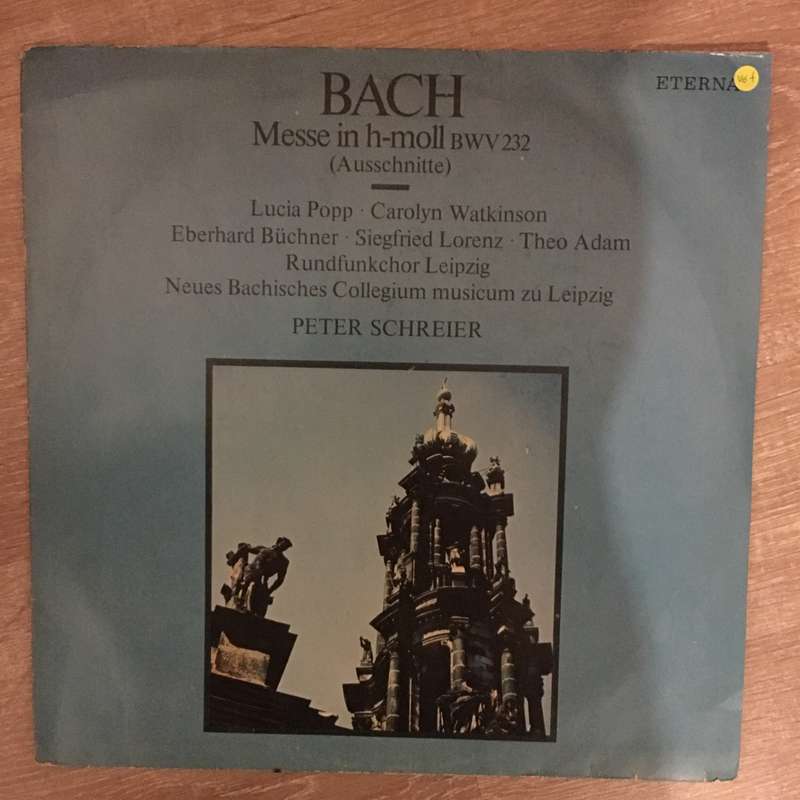 ETERNA
VG+
BACH
Messe in h-moll BWV 232
(Ausschnitte)
Lucia Popp · Carolyn Watkinson
Eberhard Büchner · Siegfried Lorenz · Theo Adam
Rundfunkchor Leipzig
Neues Bachisches Collegium musicum zu Leipzig
PETER SCHREIER